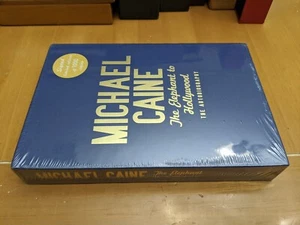 MICHAEL
CAINE
The Elephant to
Hollywood
THE AUTOBIOGRAPHY
MICHAEL CAINE
The Elephant